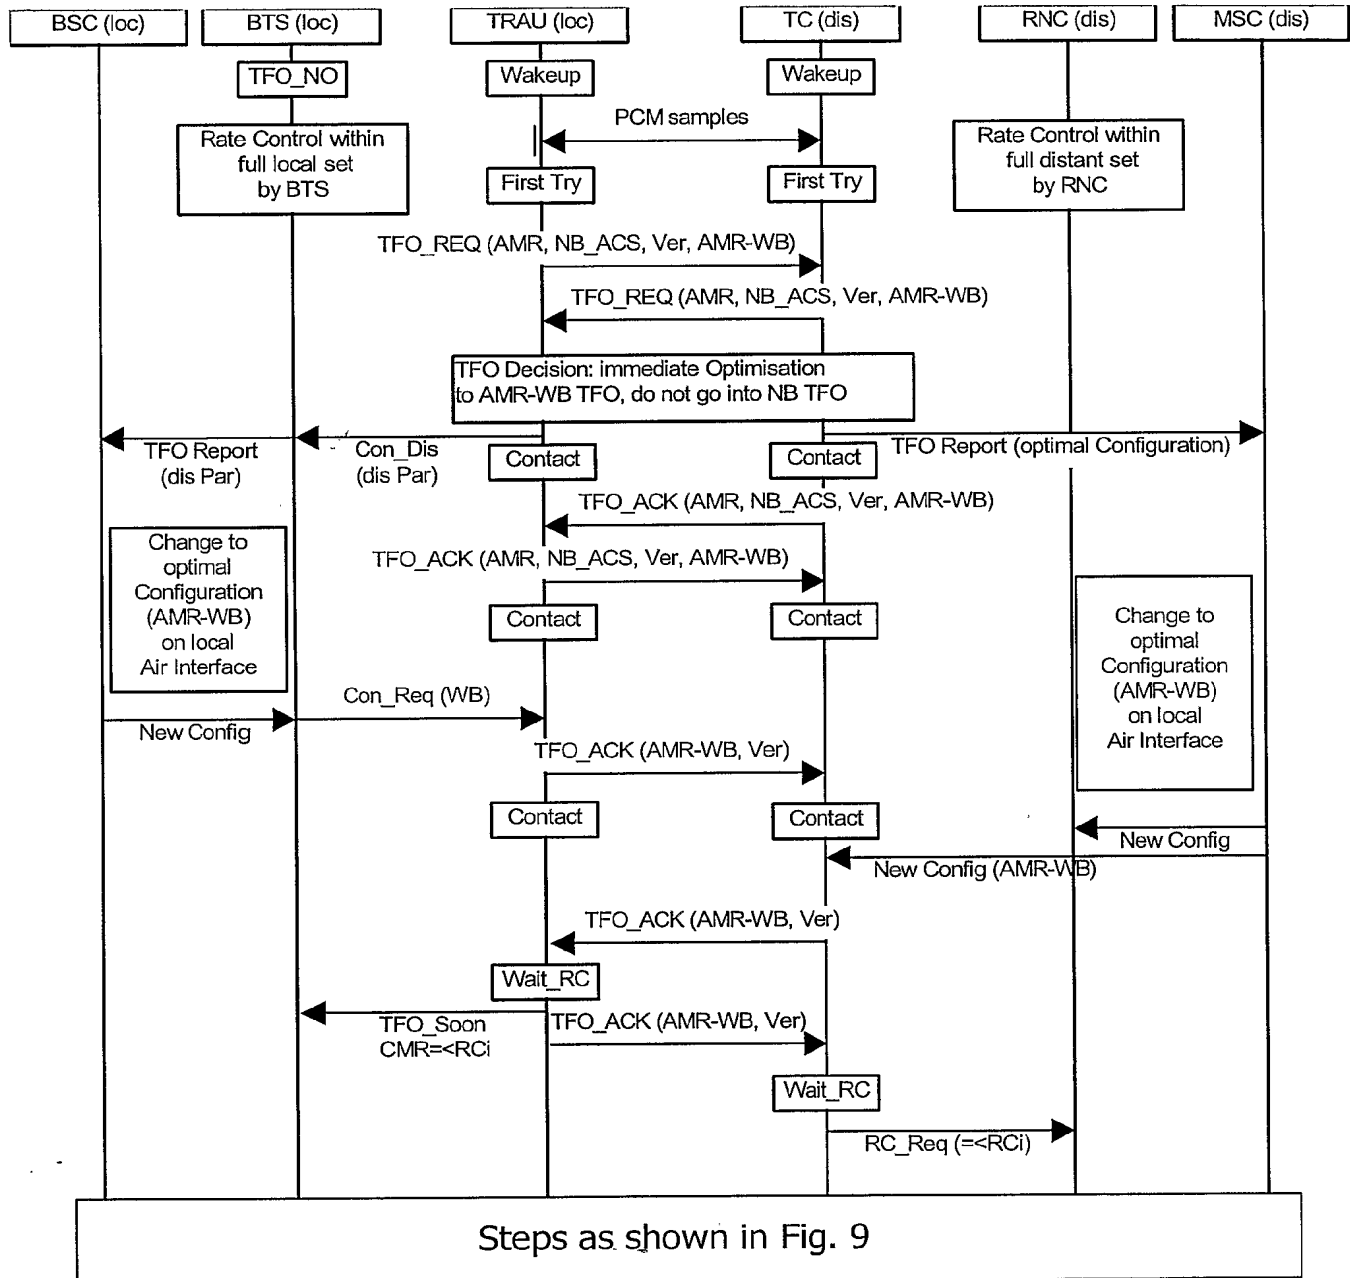 BSC (loc)
BTS (loc)
TRAU (loc)
TC (dis)
RNC (dis)
MSC (dis)
TFO_NO
Wakeup
Wakeup
PCM samples
Rate Control within
full local set
by BTS
Rate Control within
full distant set
by RNC
First Try
First Try
TFO_REQ (AMR, NB_ACS, Ver, AMR-WB)
TFO_REQ (AMR, NB_ACS, Ver, AMR-WB)
TFO Decision: immediate Optimisation
to AMR-WB TFO, do not go into NB TFO
TFO Report
(dis Par)
Con_Dis
(dis Par)
Contact
Contact
TFO Report (optimal Configuration)
TFO_ACK (AMR, NB_ACS, Ver, AMR-WB)
TFO_ACK (AMR, NB_ACS, Ver, AMR-WB)
Change to
optimal
Configuration
(AMR-WB)
on local
Air Interface
Contact
Contact
Change to
optimal
Configuration
(AMR-WB)
on local
Air Interface
Con_Req (WB)
New Config
TFO_ACK (AMR-WB, Ver)
Contact
Contact
New Config
New Config (AMR-WB)
TFO_ACK (AMR-WB, Ver)
Wait_RC
TFO_Soon
CMR=<RCi
TFO_ACK (AMR-WB, Ver)
Wait_RC
RC_Req (=<RCi)
Steps as shown in Fig. 9